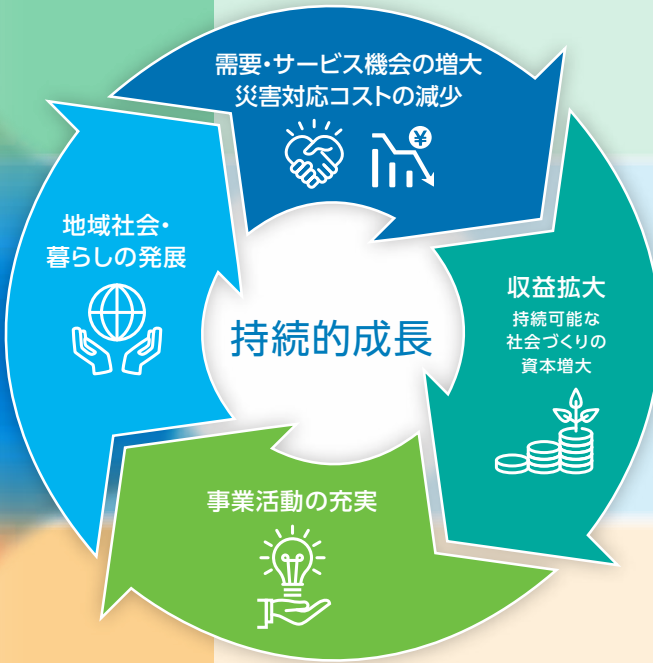 需要・サービス機会の増大
災害対応コストの減少
¥
収益拡大
持続可能な
社会づくりの
資本増大
事業活動の充実
地域社会・
暮らしの発展
持続的成長